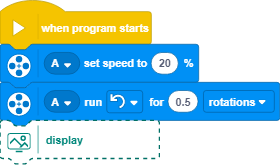 when program starts
A set speed to 20 %
A run for 0.5 rotations
display